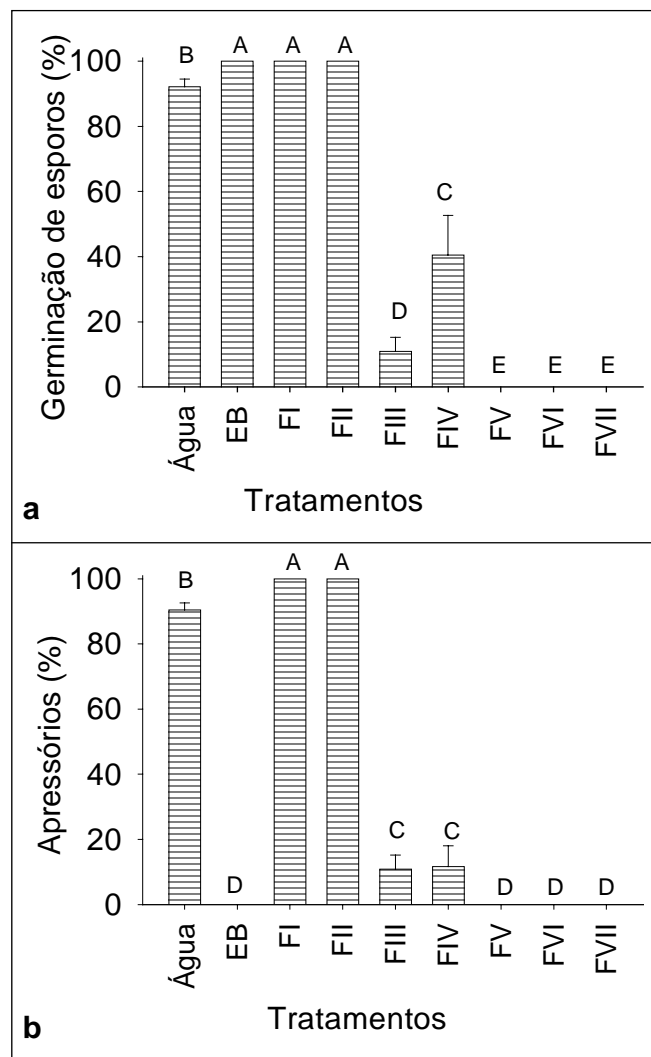 Germinação de esporos (%)
B A A A D C E E E
100
80
60
40
20
0
Água EB FI FII FIII FIV FV FVI FVII
Tratamentos
a
Apressórios (%)
B D A A C C D D D
100
80
60
40
20
0
Água EB FI FII FIII FIV FV FVI FVII
Tratamentos
b